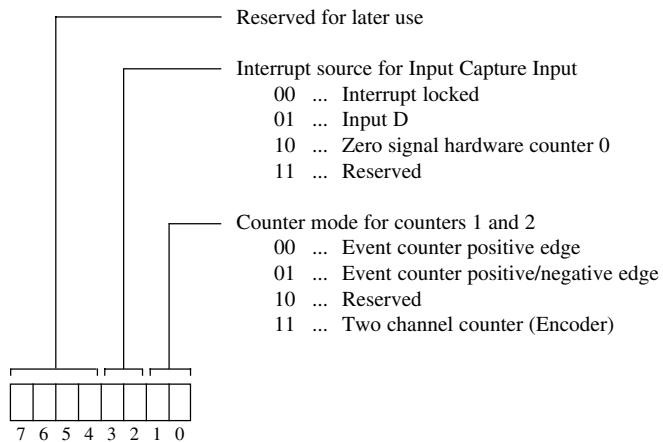 Reserved for later use
Interrupt source for Input Capture Input
00 ... Interrupt locked
01 ... Input D
10 ... Zero signal hardware counter 0
11 ... Reserved
Counter mode for counters 1 and 2
00 ... Event counter positive edge
01 ... Event counter positive/negative edge
10 ... Reserved
11 ... Two channel counter (Encoder)
7 6 5 4 3 2 1 0